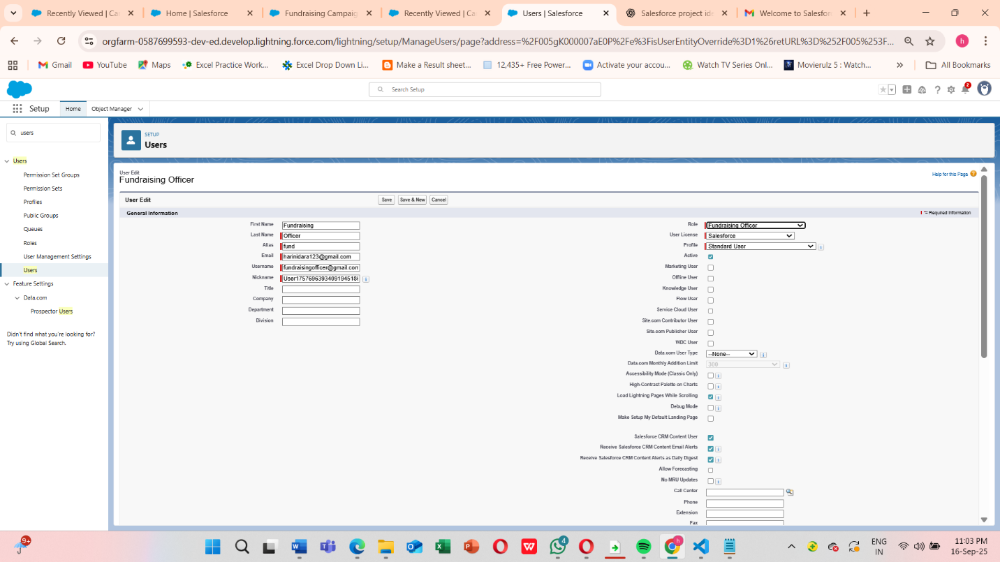 Recently Viewed | Ca
Home | Salesforce
Fundraising Campaig
Recently Viewed | Ca
Users | Salesforce
Salesforce project ide
Welcome to Salesfor
orgfarm-0587699593-dev-ed.develop.lightning.force.com/lightning/setup/ManageUsers/page?address=%2F005gK000007aE0P%2Fe%3FisUserEntityOverride%3D1%26retURL%3D%252F005%253F...
h
Gmail
YouTube
Maps
Excel Practice Work...
Excel Drop Down Li...
Make a Result sheet...
12,435+ Free Power...
Activate your accou...
Watch TV Series Onl...
Movierulz 5 : Watch...
All Bookmarks
Search Setup
2
Setup
Home
Object Manager
users
SETUP
Users
Users
Permission Set Groups
Permission Sets
Profiles
Public Groups
Queues
Roles
User Management Settings
Users
Feature Settings
Data.com
Prospector Users
Didn't find what you're looking for?
Try using Global Search.
User Edit
Fundraising Officer
Help for this Page
User Edit
Save
Save & New
Cancel
General Information
= Required Information
First Name Fundraising
Last Name Officer
Alias fund
Email harinidara123@gmail.com
Username fundraisingofficer@gmail.com
Nickname
Title
Company
Department
Division
Role Fundraising Officer
User License Salesforce
Profile Standard User
Active
Marketing User
Offline User
Knowledge User
Flow User
Service Cloud User
Site.com Contributor User
Site.com Publisher User
WDC User
Data.com User Type --None--
Data.com Monthly Addition Limit 300
Accessibility Mode (Classic Only)
High-Contrast Palette on Charts
Load Lightning Pages While Scrolling
Debug Mode
Make Setup My Default Landing Page
Salesforce CRM Content User
Receive Salesforce CRM Content Email Alerts
Receive Salesforce CRM Content Alerts as Daily Digest
Allow Forecasting
No MRU Updates
Call Center
Phone
Extension
Fax
9+
4
h
ENG
IN
11:03 PM
16-Sep-25